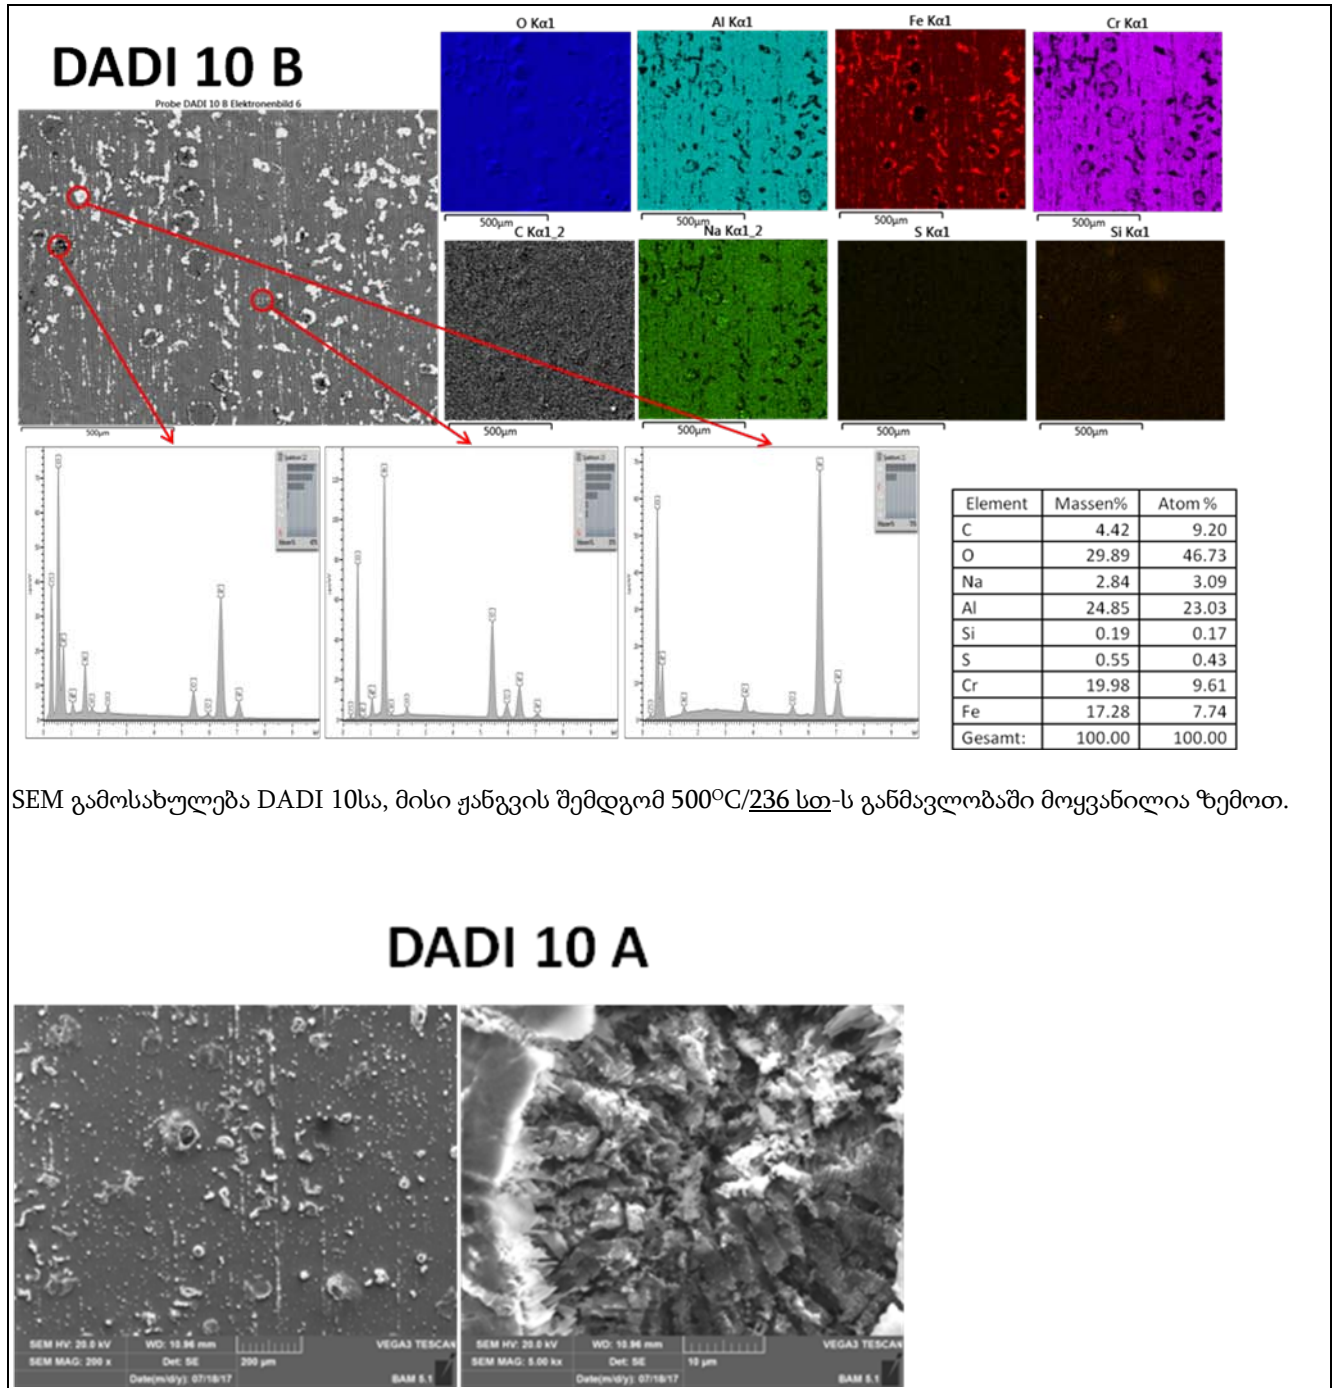 DADI 10 B
Probe DADI 10 B Elektronenbild 6
500µm
O Kα1
Al Kα1
Fe Kα1
Cr Kα1
500µm
500µm
500µm
500µm
C Kα1_2
Na Kα1_2
S Kα1
Si Kα1
500µm
500µm
500µm
500µm
Element Massen% Atom %
C 4.42 9.20
O 29.89 46.73
Na 2.84 3.09
Al 24.85 23.03
Si 0.19 0.17
S 0.55 0.43
Cr 19.98 9.61
Fe 17.28 7.74
Gesamt: 100.00 100.00
SEM გამოსახულება DADI 10სა, მისი ჟანგვის შემდგომ 500ᴼC/236 სთ-ს განმავლობაში მოყვანილია ზემოთ.
DADI 10 A
SEM HV: 20.0 kV WD: 10.96 mm VEGA3 TESCAN
SEM MAG: 200 x Det: SE 200 µm
Date(m/d/y): 07/18/17 BAM 5.1
SEM HV: 20.0 kV WD: 10.96 mm VEGA3 TESCAN
SEM MAG: 5.00 kx Det: SE 10 µm
Date(m/d/y): 07/18/17 BAM 5.1